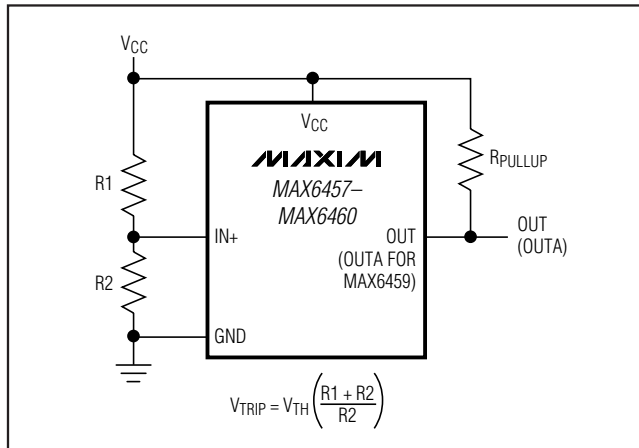 VCC
VCC
MAXIM
R1
RPULLUP
MAX6457–
MAX6460
IN+
OUT
OUT
(OUTA)
(OUTA FOR
MAX6459)
R2
GND
VTRIP = VTH (R1 + R2 / R2)